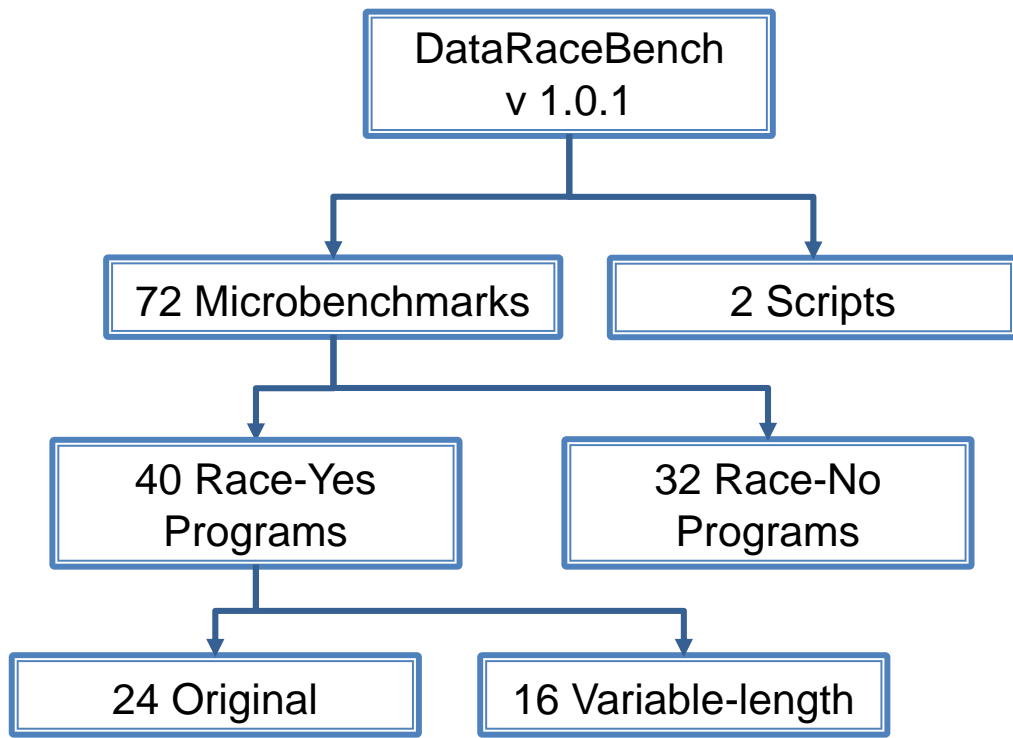 DataRaceBench
v 1.0.1
72 Microbenchmarks
2 Scripts
40 Race-Yes
Programs
32 Race-No
Programs
24 Original
16 Variable-length